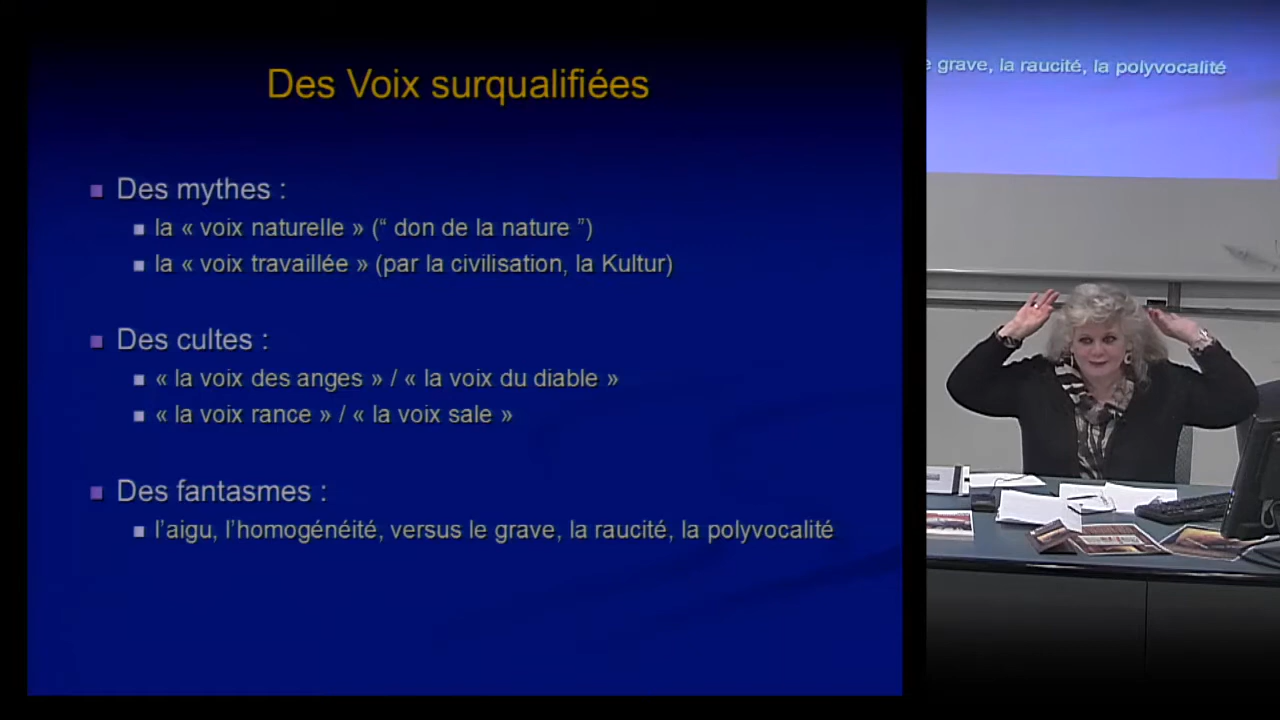 Des Voix surqualifiées
Des mythes :
la « voix naturelle » (“ don de la nature ”)
la « voix travaillée » (par la civilisation, la Kultur)
Des cultes :
« la voix des anges » / « la voix du diable »
« la voix rance » / « la voix sale »
Des fantasmes :
l’aigu, l’homogénéité, versus le grave, la raucité, la polyvocalité
le grave, la raucité, la polyvocalité